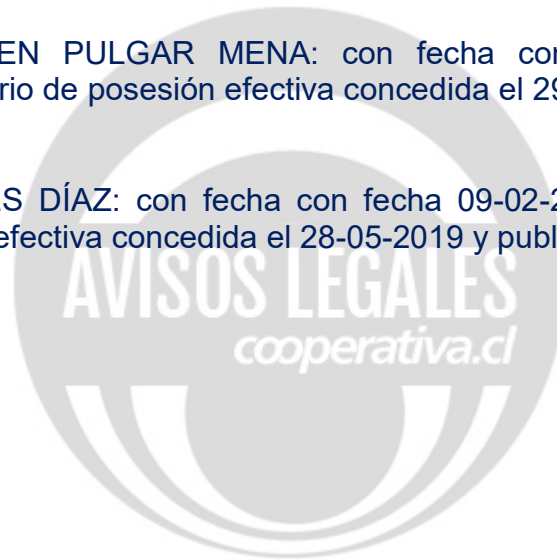 EN PULGAR MENA: con fecha con
rio de posesión efectiva concedida el 29
ES DÍAZ: con fecha con fecha 09-02-2
efectiva concedida el 28-05-2019 y publ
AVISOS LEGALES
cooperativa.cl